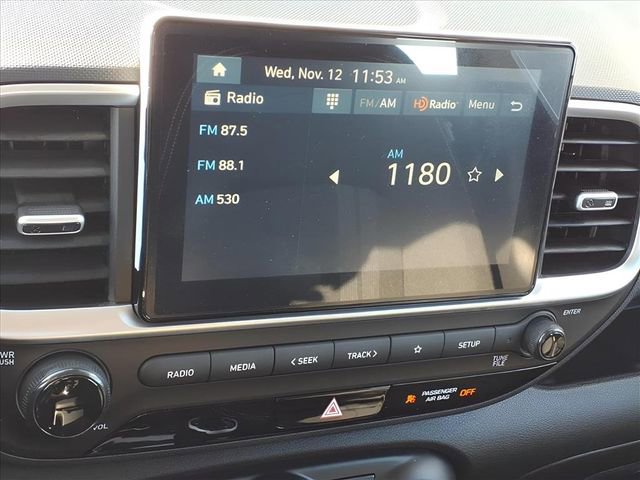 Wed, Nov. 12 11:53 AM
Radio FM/AM HD Radio Menu
FM 87.5
FM 88.1
AM 530
AM
1180
ENTER
PWR
PUSH
VOL
RADIO MEDIA < SEEK TRACK > SETUP
TUNE
FILE
PASSENGER
AIR BAG OFF